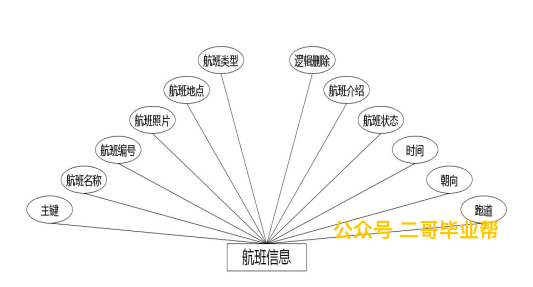 航班类型
逻辑删除
航班地点
航班介绍
航班照片
航班状态
航班编号
时间
航班名称
朝向
主键
跑道
公众号 二哥毕业帮
航班信息